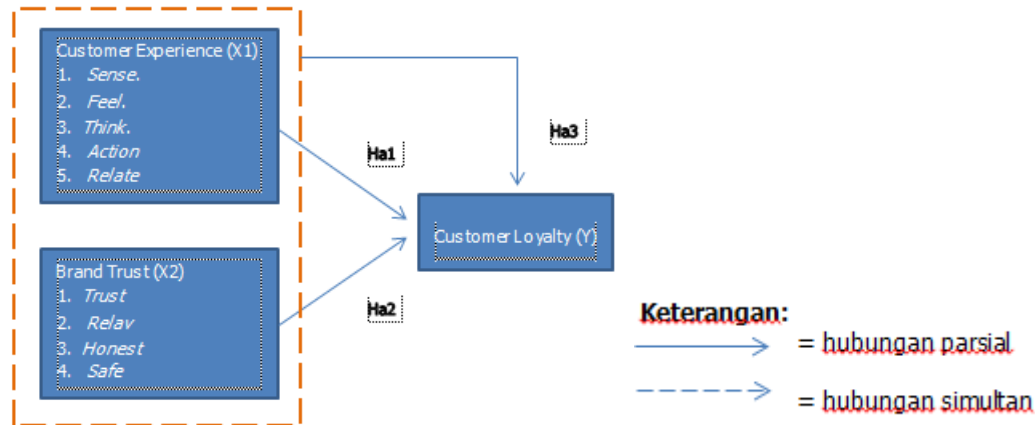 Customer Experience (X1)
1. Sense.
2. Feel.
3. Think.
4. Action
5. Relate
Ha1
Ha3
Customer Loyalty (Y)
Brand Trust (X2)
1. Trust
2. Relav
3. Honest
4. Safe
Ha2
Keterangan:
= hubungan parsial
= hubungan simultan